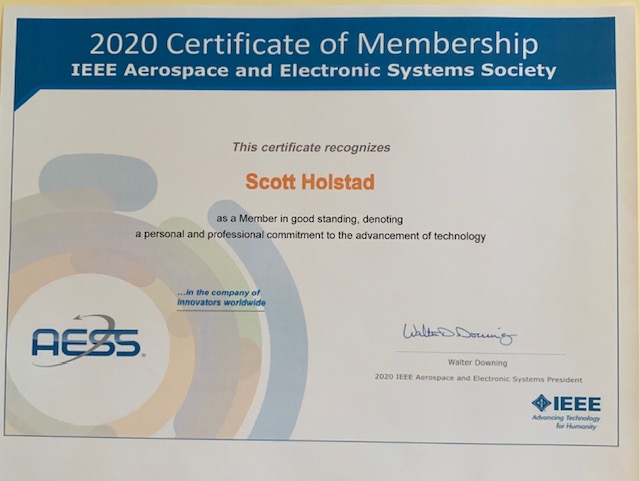 2020 Certificate of Membership
IEEE Aerospace and Electronic Systems Society
This certificate recognizes
Scott Holstad
as a Member in good standing, denoting
a personal and professional commitment to the advancement of technology
...in the company of
innovators worldwide
AESS®
Walter D Downing
Walter Downing
2020 IEEE Aerospace and Electronic Systems President
IEEE
Advancing Technology
for Humanity